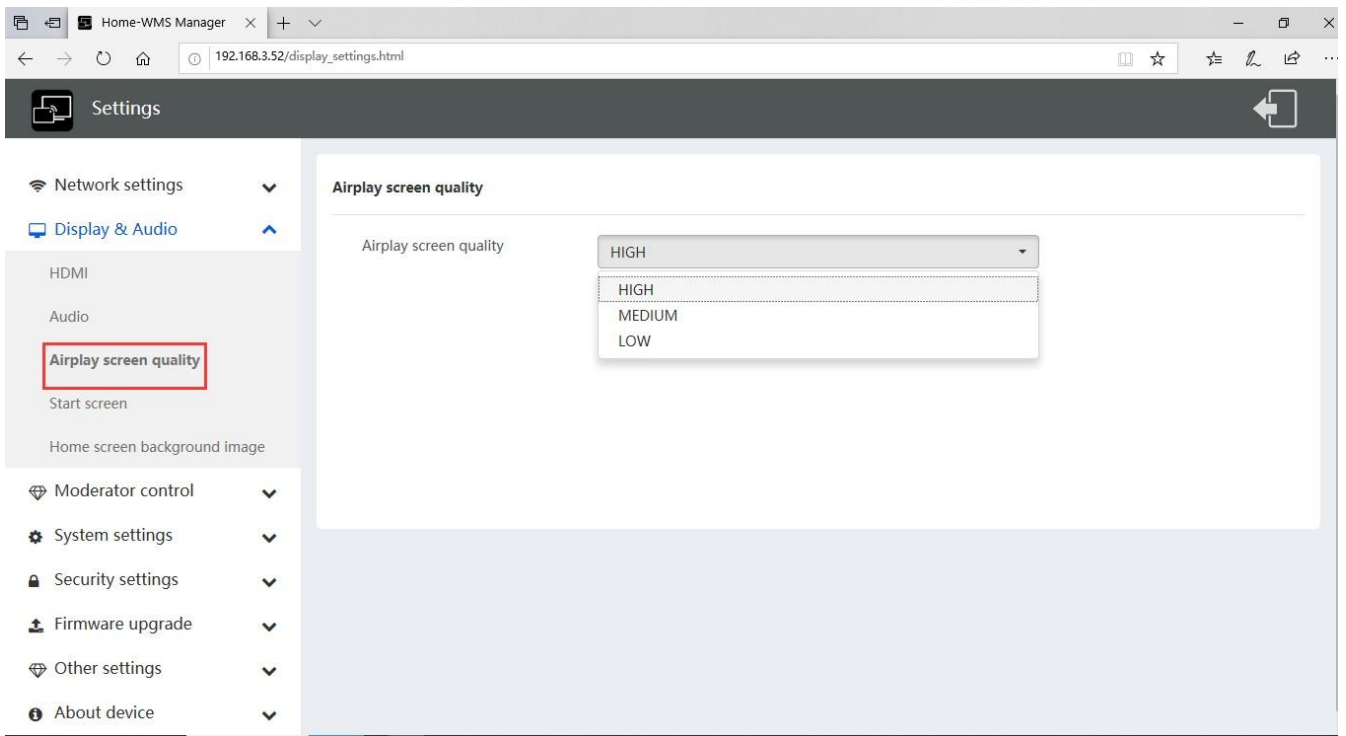 Home-WMS Manager
192.168.3.52/display_settings.html
Settings
Network settings
Display & Audio
HDMI
Audio
Airplay screen quality
Start screen
Home screen background image
Moderator control
System settings
Security settings
Firmware upgrade
Other settings
About device
Airplay screen quality
Airplay screen quality
HIGH
HIGH
MEDIUM
LOW